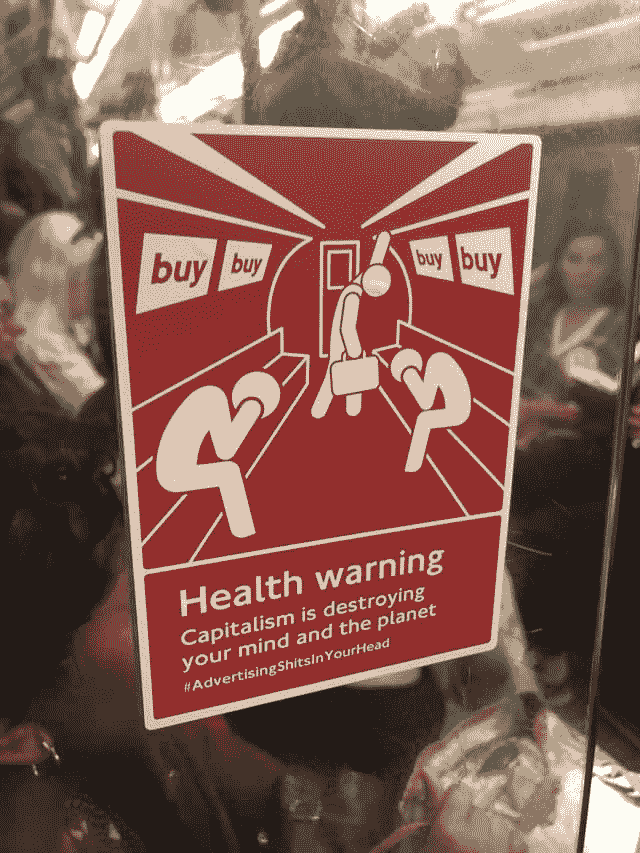 buy
buy
buy
buy
Health warning
Capitalism is destroying
your mind and the planet
#AdvertisingShitsInYourHead